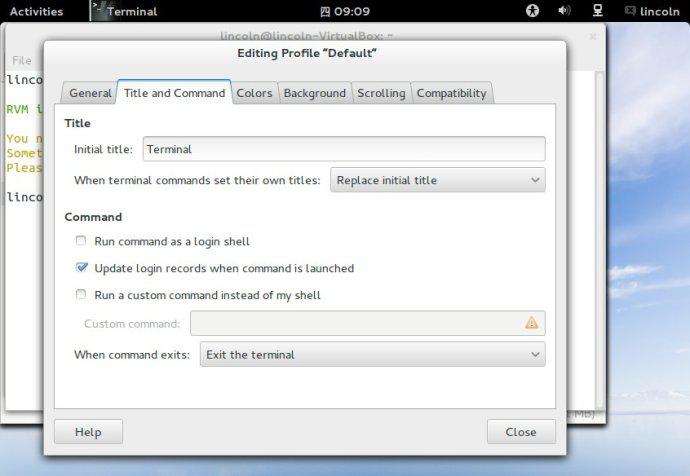 Activities
>_ Terminal
四 09:09
lincoln
lincoln@lincoln-VirtualBox: ~
File
Editing Profile “Default”
General Title and Command Colors Background Scrolling Compatibility
Title
Initial title: Terminal
When terminal commands set their own titles: Replace initial title
Command
Run command as a login shell
Update login records when command is launched
Run a custom command instead of my shell
Custom command:
When command exits: Exit the terminal
Help
Close
linco
RVM i
You n
Somet
Pleas
linco
MB)